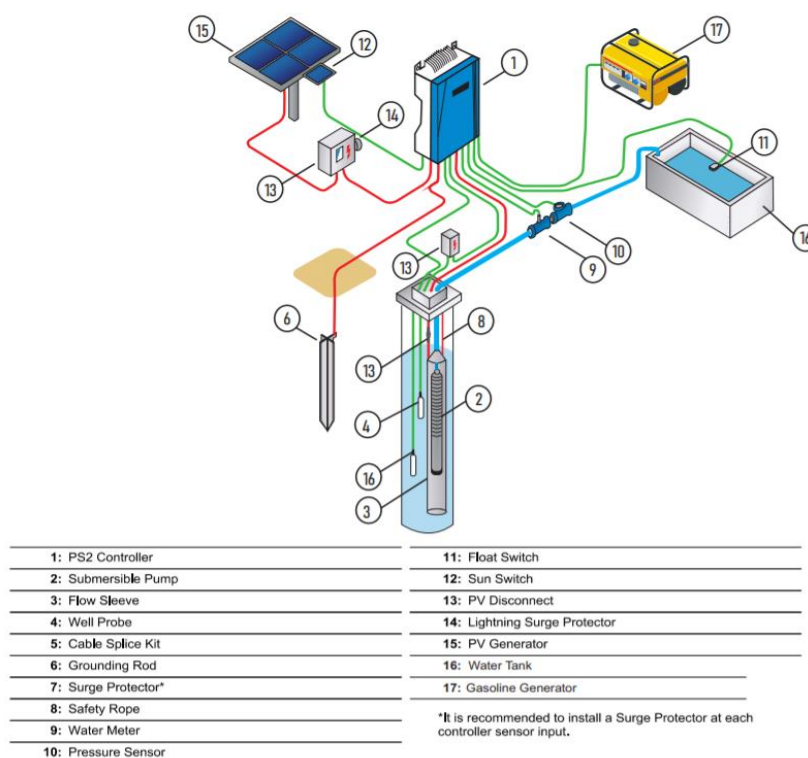 15
12
1
17
14
13
11
13
16
10
9
6
8
13
2
4
16
3
1: PS2 Controller
2: Submersible Pump
3: Flow Sleeve
4: Well Probe
5: Cable Splice Kit
6: Grounding Rod
7: Surge Protector*
8: Safety Rope
9: Water Meter
10: Pressure Sensor
11: Float Switch
12: Sun Switch
13: PV Disconnect
14: Lightning Surge Protector
15: PV Generator
16: Water Tank
17: Gasoline Generator
*It is recommended to install a Surge Protector at each
controller sensor input.